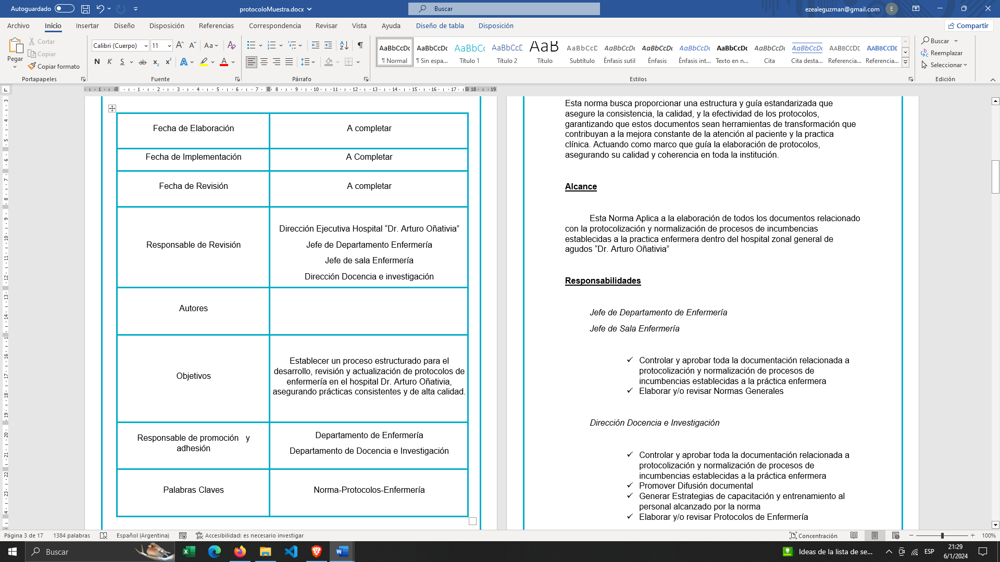 Autoguardado
protocoloMuestra.docx
Buscar
ezealeguzman@gmail.com
E
Archivo
Inicio
Insertar
Diseño
Disposición
Referencias
Correspondencia
Revisar
Vista
Ayuda
Diseño de tabla
Disposición
Compartir
Pegar
Cortar
Copiar
Copiar formato
Portapapeles
Calibri (Cuerpo)
11
Fuente
Párrafo
AaBbCcDc
¶ Normal
AaBbCcDc
¶ Sin espa...
AaBbCc
Título 1
AaBbCcD
Título 2
AaB
Título
AaBbCcD
Subtítulo
AaBbCcDc
Énfasis sutil
AaBbCcDc
Énfasis
AaBbCcDc
Énfasis int...
AaBbCcDc
Texto en n...
AaBbCcDc
Cita
AaBbCcDc
Cita desta...
AABBCCDE
Referencia...
AABBCCDE
Referencia...
Estilos
Buscar
Reemplazar
Seleccionar
Edición
Fecha de Elaboración
A completar
Fecha de Implementación
A Completar
Fecha de Revisión
A completar
Responsable de Revisión
Dirección Ejecutiva Hospital “Dr. Arturo Oñativia”
Jefe de Departamento Enfermería
Jefe de sala Enfermería
Dirección Docencia e investigación
Autores
Objetivos
Establecer un proceso estructurado para el
desarrollo, revisión y actualización de protocolos de
enfermería en el hospital Dr. Arturo Oñativia,
asegurando prácticas consistentes y de alta calidad.
Responsable de promoción y
adhesión
Departamento de Enfermería
Departamento de Docencia e Investigación
Palabras Claves
Norma-Protocolos-Enfermería
Esta norma busca proporcionar una estructura y guía estandarizada que
asegure la consistencia, la calidad, y la efectividad de los protocolos,
garantizando que estos documentos sean herramientas de transformación que
contribuyan a la mejora constante de la atención al paciente y la practica
clínica. Actuando como marco que guía la elaboración de protocolos,
asegurando su calidad y coherencia en toda la institución.
Alcance
Esta Norma Aplica a la elaboración de todos los documentos relacionado
con la protocolización y normalización de procesos de incumbencias
establecidas a la practica enfermera dentro del hospital zonal general de
agudos “Dr. Arturo Oñativia”
Responsabilidades
Jefe de Departamento de Enfermería
Jefe de Sala Enfermería
✓ Controlar y aprobar toda la documentación relacionada a
protocolización y normalización de procesos de
incumbencias establecidas a la práctica enfermera
✓ Elaborar y/o revisar Normas Generales
Dirección Docencia e Investigación
✓ Controlar y aprobar toda la documentación relacionada a
protocolización y normalización de procesos de
incumbencias establecidas a la práctica enfermera
✓ Promover Difusión documental
✓ Generar Estrategias de capacitación y entrenamiento al
personal alcanzado por la norma
✓ Elaborar y/o revisar Protocolos de Enfermería
Página 3 de 17
1384 palabras
Español (Argentina)
Accesibilidad: es necesario investigar
Concentración
100%
Buscar
Ideas de la lista de se...
ESP
21:29
6/1/2024